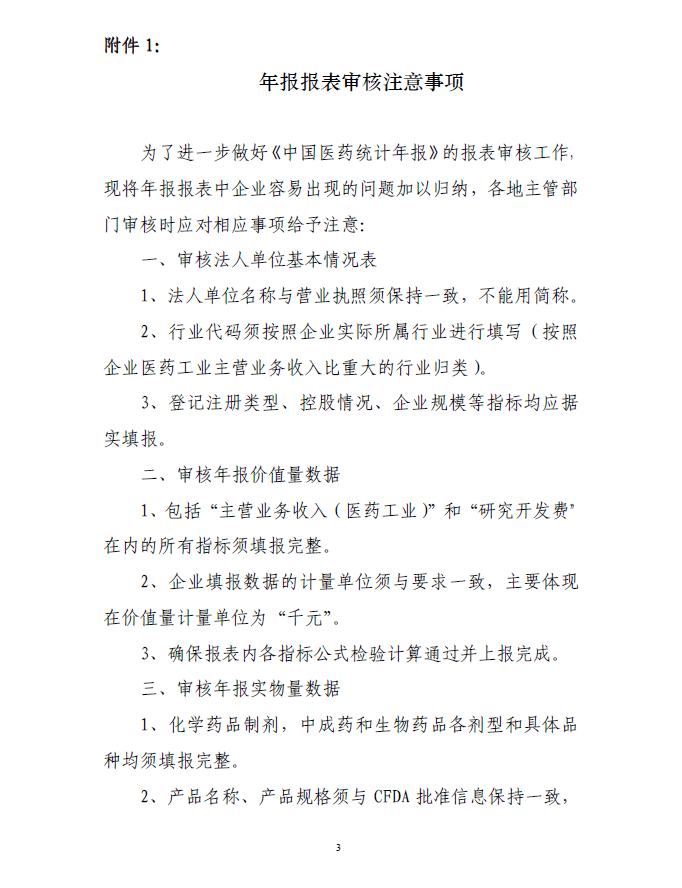 附件 1：
年报报表审核注意事项
为了进一步做好《中国医药统计年报》的报表审核工作，
现将年报报表中企业容易出现的问题加以归纳，各地主管部
门审核时应对相应事项给予注意：
一、审核法人单位基本情况表
1、法人单位名称与营业执照须保持一致，不能用简称。
2、行业代码须按照企业实际所属行业进行填写（按照
企业医药工业主营业务收入比重大的行业归类）。
3、登记注册类型、控股情况、企业规模等指标均应据
实填报。
二、审核年报价值量数据
1、包括“主营业务收入（医药工业）”和“研究开发费”
在内的所有指标须填报完整。
2、企业填报数据的计量单位须与要求一致，主要体现
在价值量计量单位为“千元”。
3、确保报表内各指标公式检验计算通过并上报完成。
三、审核年报实物量数据
1、化学药品制剂，中成药和生物药品各剂型和具体品
种均须填报完整。
2、产品名称、产品规格须与 CFDA 批准信息保持一致，
3